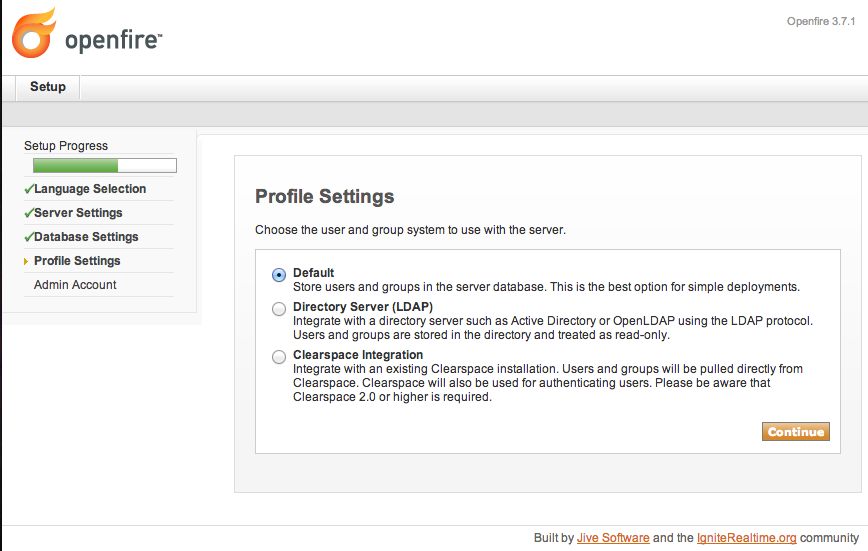 openfire™
Openfire 3.7.1
Setup
Setup Progress
Language Selection
Server Settings
Database Settings
Profile Settings
Admin Account
Profile Settings
Choose the user and group system to use with the server.
Default
Store users and groups in the server database. This is the best option for simple deployments.
Directory Server (LDAP)
Integrate with a directory server such as Active Directory or OpenLDAP using the LDAP protocol.
Users and groups are stored in the directory and treated as read-only.
Clearspace Integration
Integrate with an existing Clearspace installation. Users and groups will be pulled directly from
Clearspace. Clearspace will also be used for authenticating users. Please be aware that
Clearspace 2.0 or higher is required.
Continue
Built by Jive Software and the IgniteRealtime.org community